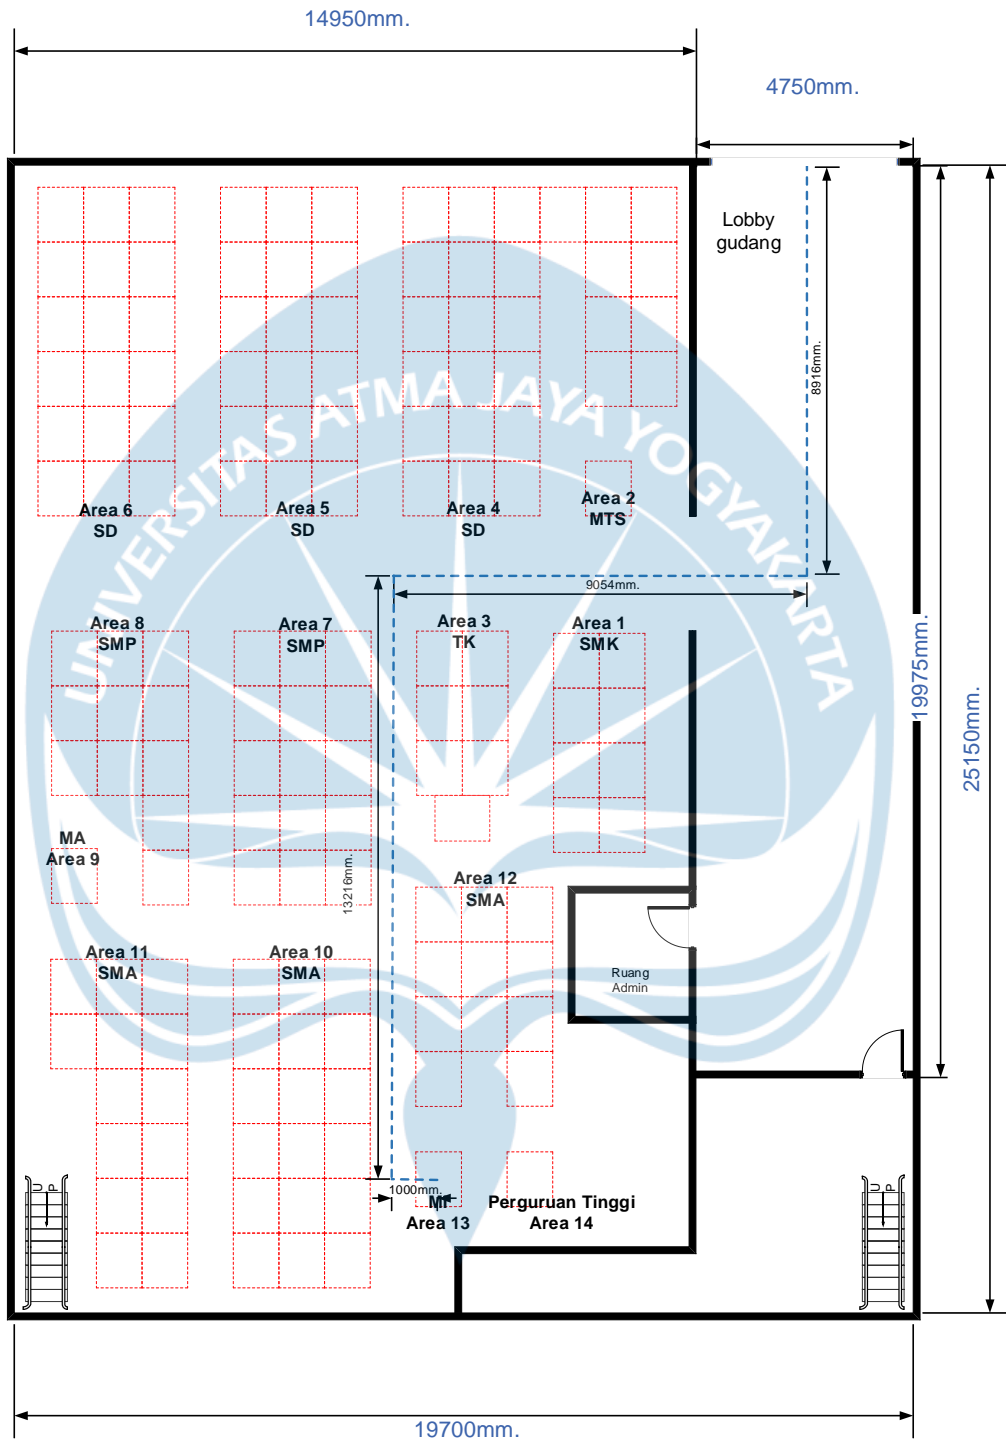 14950mm.
4750mm.
Lobby
gudang
8916mm.
UNIVERSITAS ATMA JAYA YOGYAKARTA
Area 6
SD
Area 5
SD
Area 4
SD
Area 2
MTS
9054mm.
Area 8
SMP
Area 7
SMP
Area 3
TK
Area 1
SMK
19975mm.
25150mm.
MA
Area 9
13216mm.
Area 12
SMA
Area 11
SMA
Area 10
SMA
Ruang
Admin
UP
1000mm.
MI
Area 13
Perguruan Tinggi
Area 14
UP
19700mm.